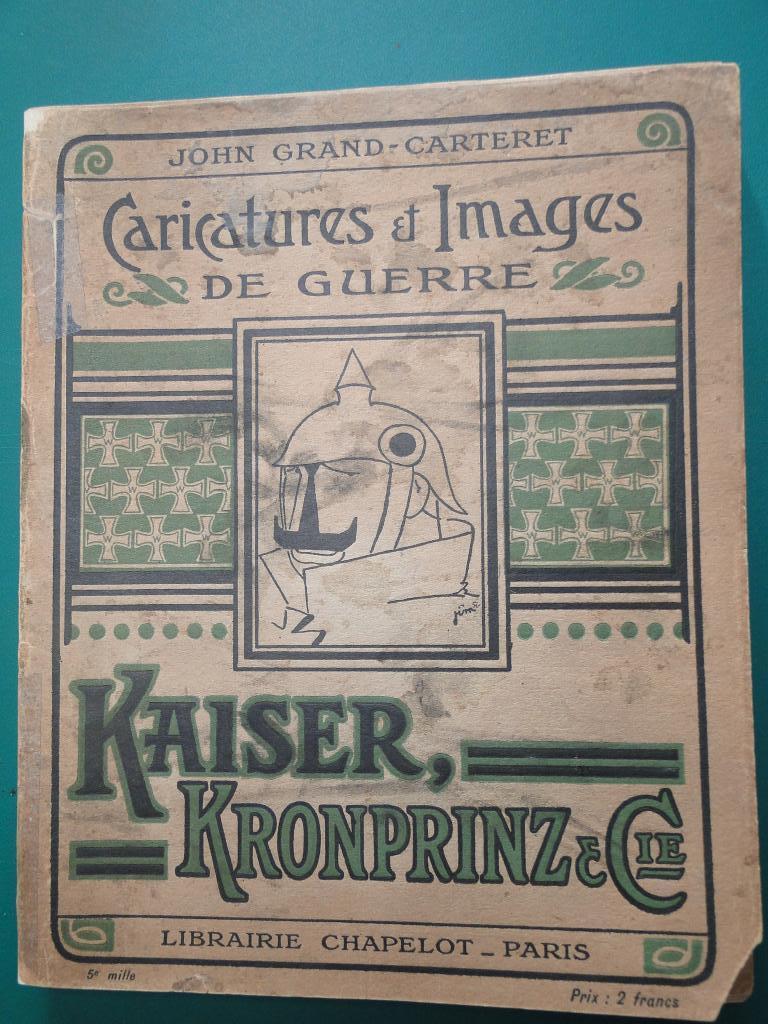 JOHN GRAND-CARTERET
Caricatures et Images
DE GUERRE
KAISER,
KRONPRINZ & CIE
LIBRAIRIE CHAPELOT _ PARIS
5e mille
Prix : 2 francs